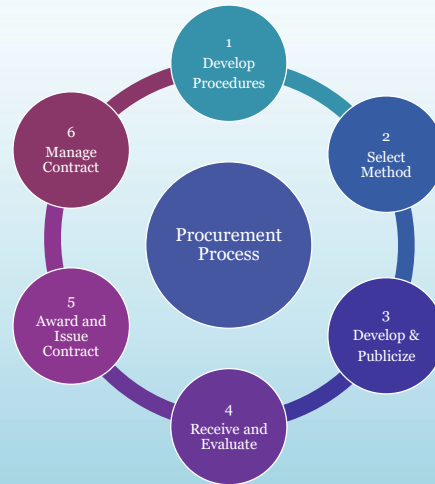 1
Develop
Procedures
2
Select
Method
3
Develop &
Publicize
4
Receive and
Evaluate
5
Award and
Issue
Contract
6
Manage
Contract
Procurement
Process